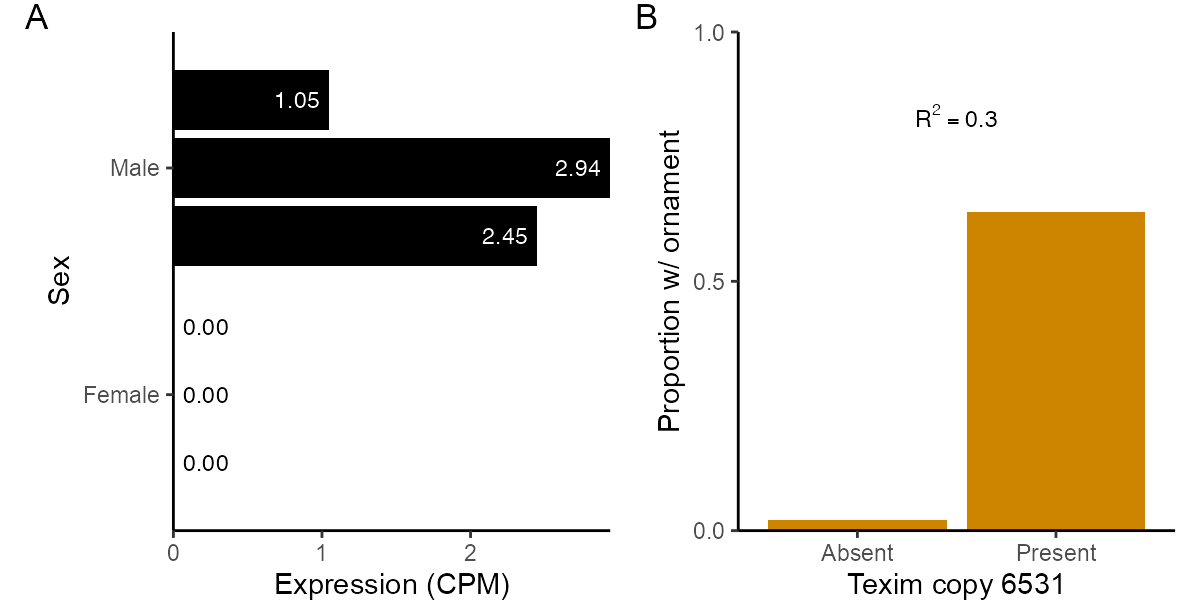 A
1.05
Male
2.94
2.45
Sex
0.00
Female
0.00
0.00
0
1
2
Expression (CPM)
B
1.0
R² = 0.3
Proportion w/ ornament
0.5
0.0
Absent
Present
Texim copy 6531